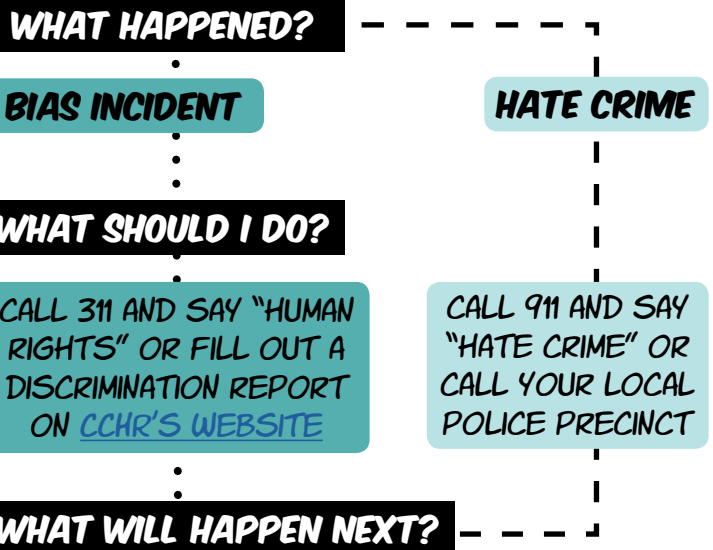 WHAT HAPPENED?
BIAS INCIDENT
HATE CRIME
WHAT SHOULD I DO?
CALL 311 AND SAY "HUMAN
RIGHTS" OR FILL OUT A
DISCRIMINATION REPORT
ON CCHR'S WEBSITE
CALL 911 AND SAY
"HATE CRIME" OR
CALL YOUR LOCAL
POLICE PRECINCT
WHAT WILL HAPPEN NEXT?